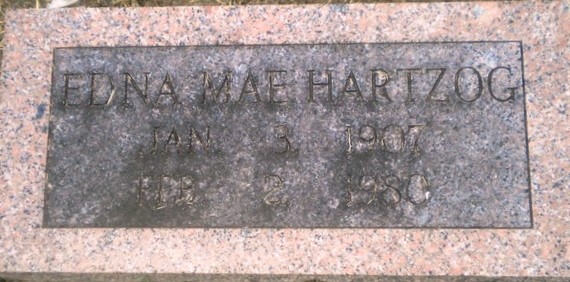 EDNA MAE HARTZOG
JAN. 3, 1907
FEB. 2, 1980